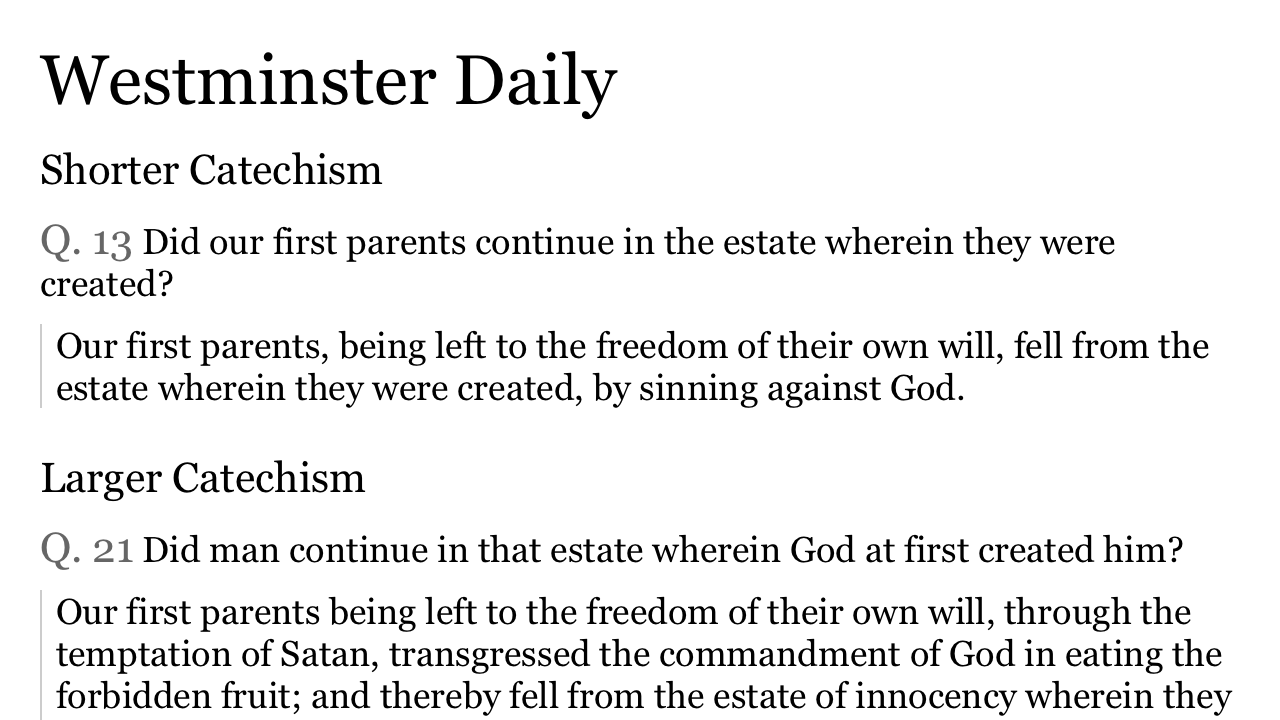 Westminster Daily
Shorter Catechism
Q. 13 Did our first parents continue in the estate wherein they were
created?
Our first parents, being left to the freedom of their own will, fell from the
estate wherein they were created, by sinning against God.
Larger Catechism
Q. 21 Did man continue in that estate wherein God at first created him?
Our first parents being left to the freedom of their own will, through the
temptation of Satan, transgressed the commandment of God in eating the
forbidden fruit; and thereby fell from the estate of innocency wherein they